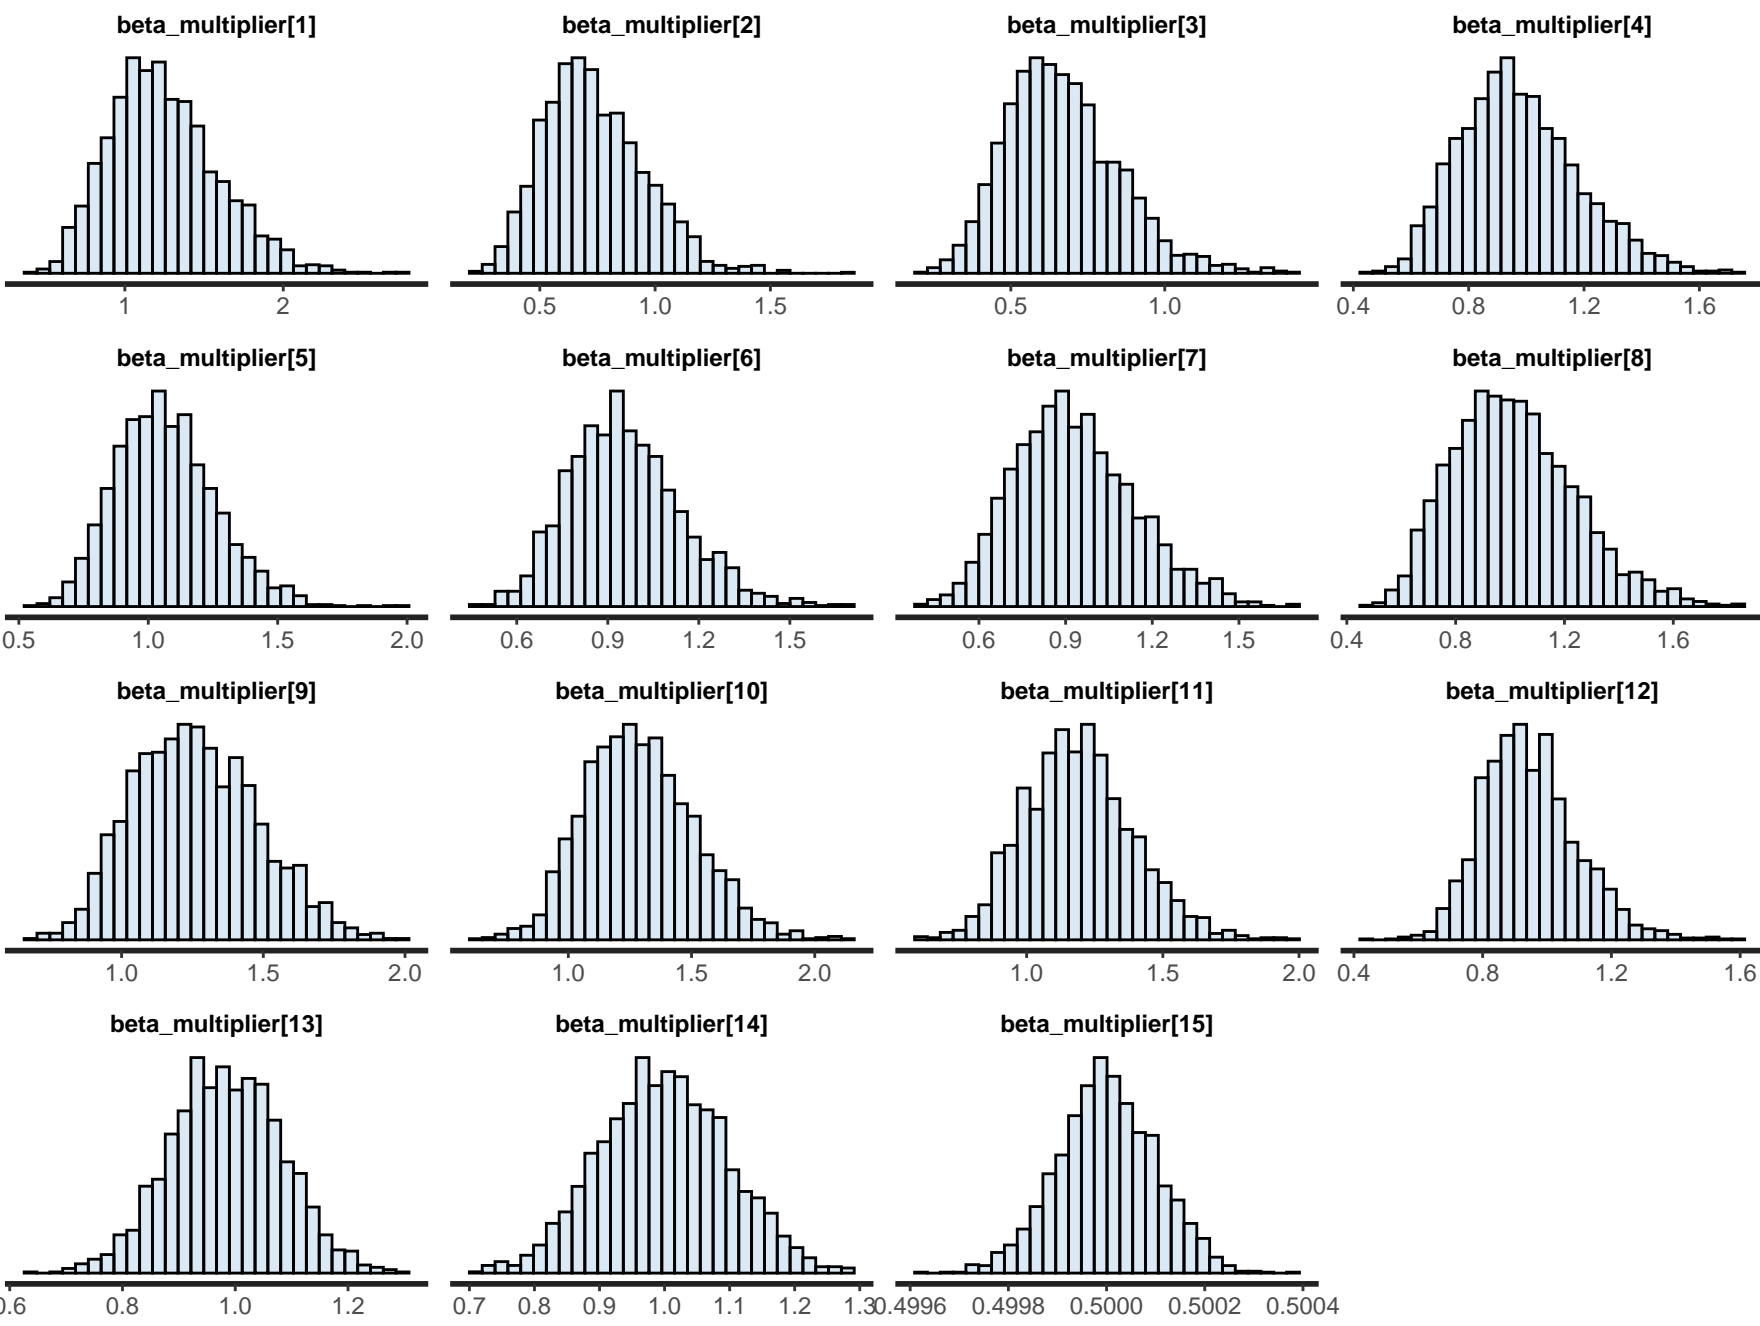 beta_multiplier[1] beta_multiplier[2] beta_multiplier[3] beta_multiplier[4]
1 2 0.5 1.0 1.5 0.5 1.0 0.4 0.8 1.2 1.6
beta_multiplier[5] beta_multiplier[6] beta_multiplier[7] beta_multiplier[8]
0.5 1.0 1.5 2.0 0.6 0.9 1.2 1.5 0.6 0.9 1.2 1.5 0.4 0.8 1.2 1.6
beta_multiplier[9] beta_multiplier[10] beta_multiplier[11] beta_multiplier[12]
1.0 1.5 2.0 1.0 1.5 2.0 1.0 1.5 2.0 0.4 0.8 1.2 1.6
beta_multiplier[13] beta_multiplier[14] beta_multiplier[15]
0.6 0.8 1.0 1.2 0.7 0.8 0.9 1.0 1.1 1.2 1.3 0.4996 0.4998 0.5000 0.5002 0.5004